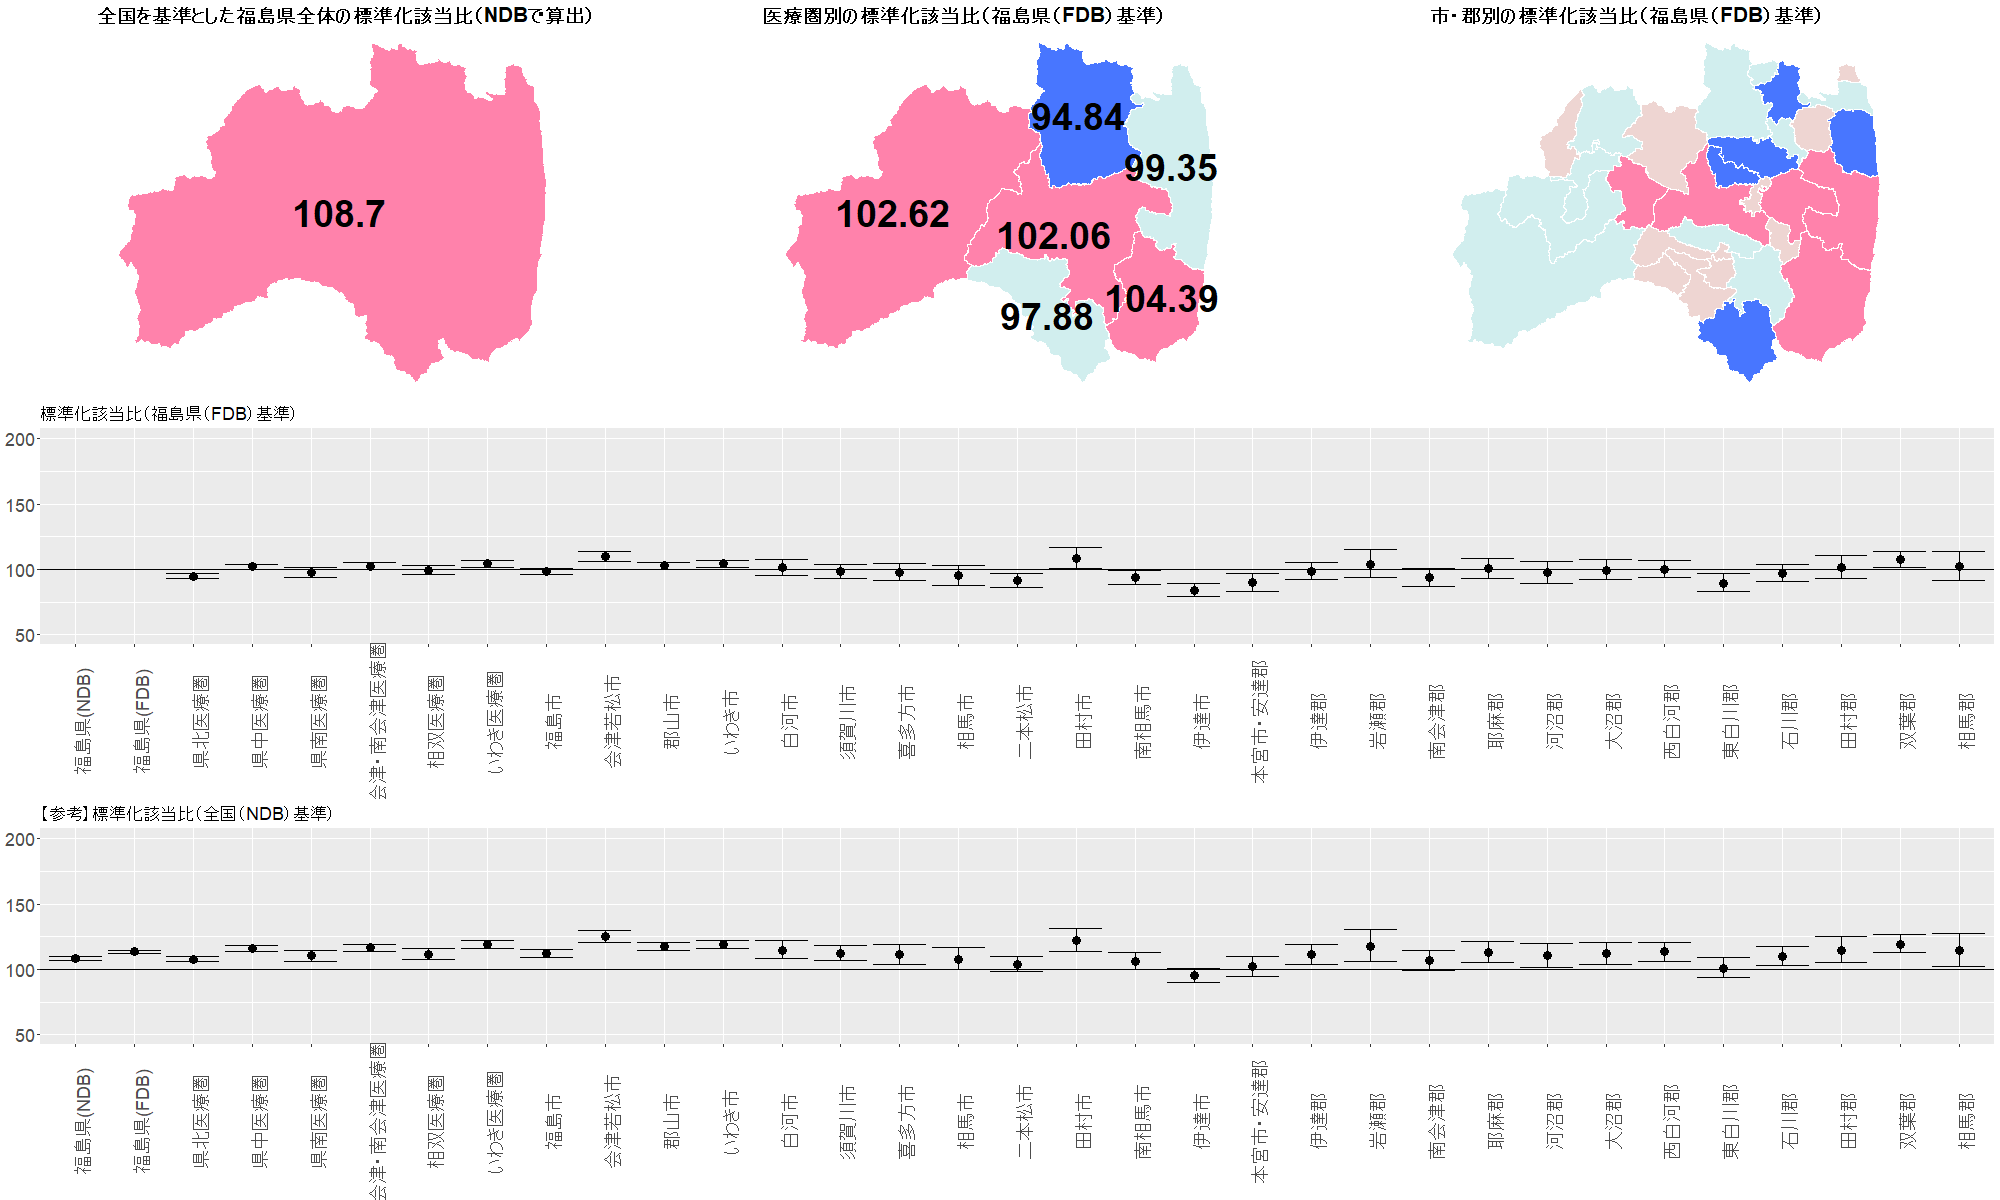 全国を基準とした福島県全体の標準化該当比（NDBで算出）
医療圏別の標準化該当比（福島県（FDB）基準）
市・郡別の標準化該当比（福島県（FDB）基準）
108.7
94.84
99.35
102.62
102.06
104.39
97.88
標準化該当比（福島県（FDB）基準）
200
150
100
50
福島県(NDB)
福島県(FDB)
県北医療圏
県中医療圏
県南医療圏
会津・南会津医療圏
相双医療圏
いわき医療圏
福島市
会津若松市
郡山市
いわき市
白河市
須賀川市
喜多方市
相馬市
二本松市
田村市
南相馬市
伊達市
本宮市・安達郡
伊達郡
岩瀬郡
南会津郡
耶麻郡
河沼郡
大沼郡
西白河郡
東白川郡
石川郡
田村郡
双葉郡
相馬郡
【参考】標準化該当比（全国（NDB）基準）
200
150
100
50
福島県(NDB)
福島県(FDB)
県北医療圏
県中医療圏
県南医療圏
会津・南会津医療圏
相双医療圏
いわき医療圏
福島市
会津若松市
郡山市
いわき市
白河市
須賀川市
喜多方市
相馬市
二本松市
田村市
南相馬市
伊達市
本宮市・安達郡
伊達郡
岩瀬郡
南会津郡
耶麻郡
河沼郡
大沼郡
西白河郡
東白川郡
石川郡
田村郡
双葉郡
相馬郡